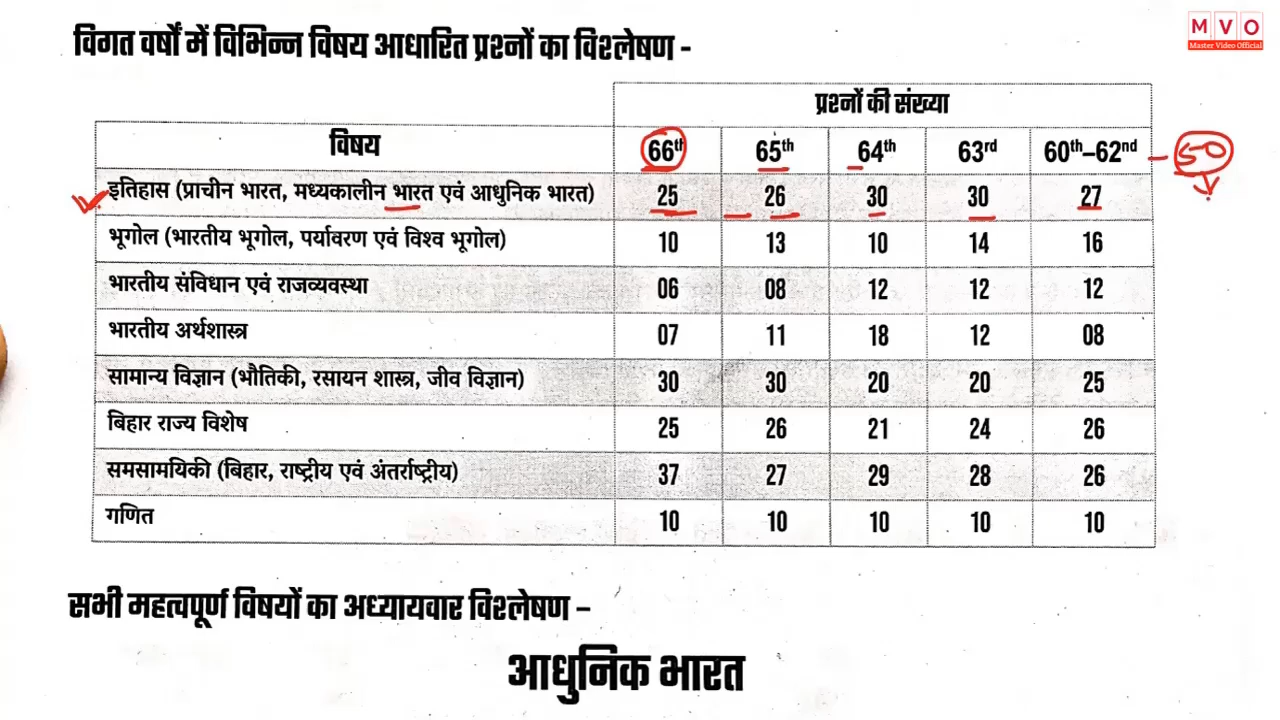 विगत वर्षों में विभिन्न विषय आधारित प्रश्नों का विश्लेषण -
M V O
Master Video Official
प्रश्नों की संख्या
विषय 66th 65th 64th 63rd 60th–62nd 50
इतिहास (प्राचीन भारत, मध्यकालीन भारत एवं आधुनिक भारत) 25 26 30 30 27
भूगोल (भारतीय भूगोल, पर्यावरण एवं विश्व भूगोल) 10 13 10 14 16
भारतीय संविधान एवं राजव्यवस्था 06 08 12 12 12
भारतीय अर्थशास्त्र 07 11 18 12 08
सामान्य विज्ञान (भौतिकी, रसायन शास्त्र, जीव विज्ञान) 30 30 20 20 25
बिहार राज्य विशेष 25 26 21 24 26
समसामयिकी (बिहार, राष्ट्रीय एवं अंतर्राष्ट्रीय) 37 27 29 28 26
गणित 10 10 10 10 10
सभी महत्वपूर्ण विषयों का अध्यायवार विश्लेषण –
आधुनिक भारत